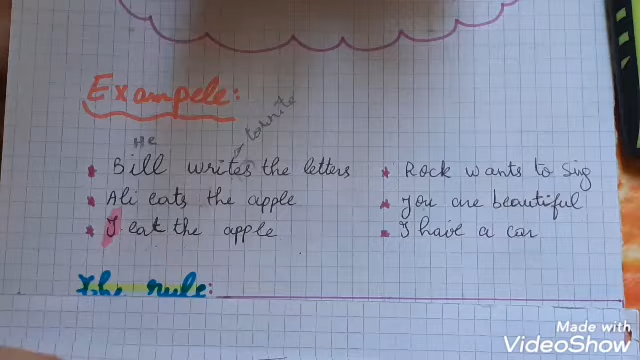 Exampele:
to write
He
* Bill writes the letters
* Ali eats the apple
* I eat the apple
* Rock wants to sing
* You are beautiful
* I have a car
the rule:
Made with
VideoShow